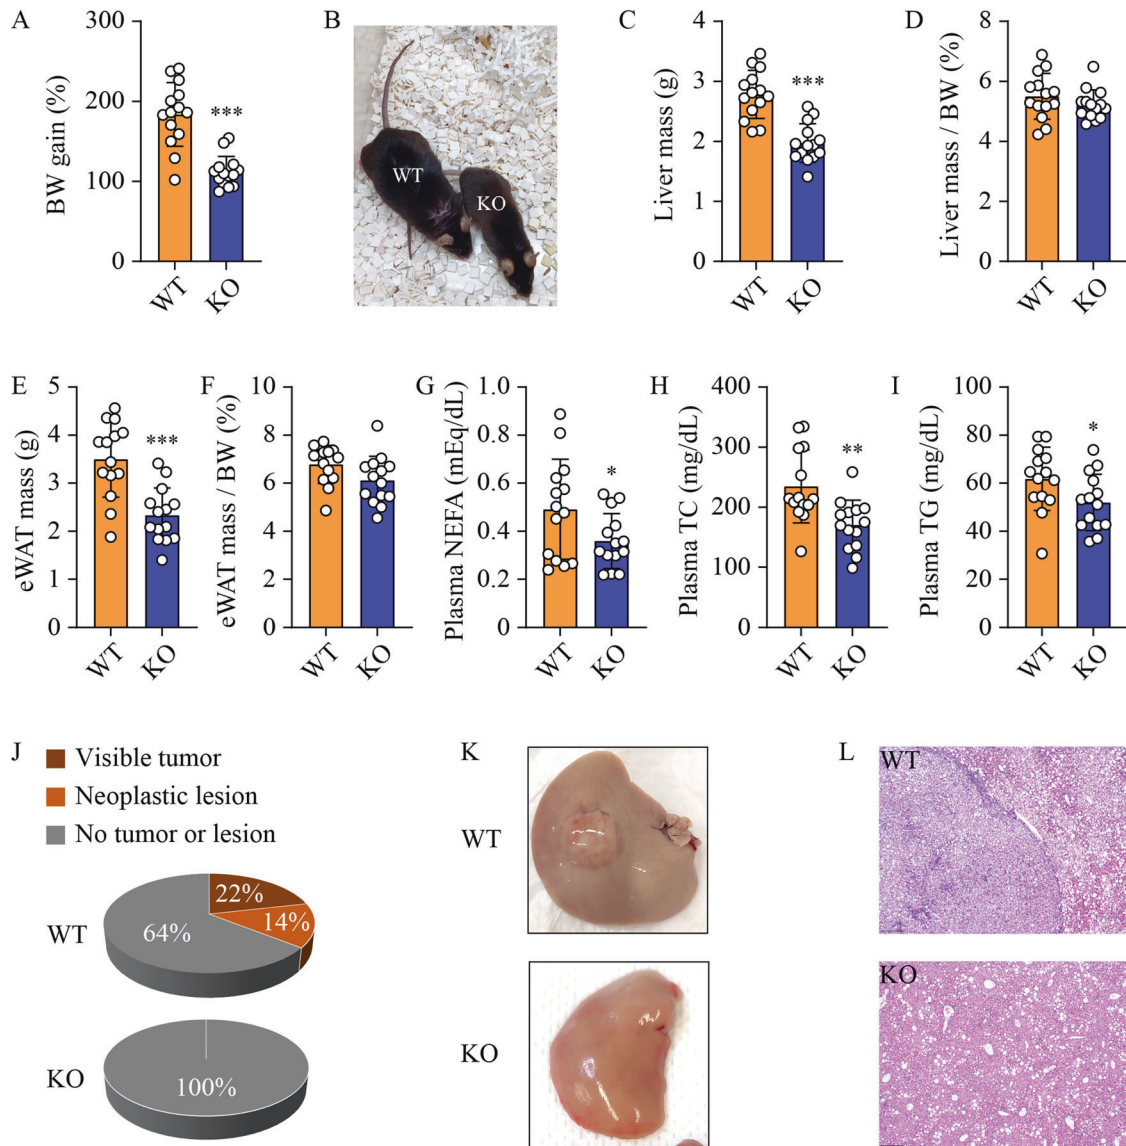 A
BW gain (%)
300
200
100
0
***
WT
KO
B
WT
KO
C
Liver mass (g)
4
3
2
1
0
***
WT
KO
D
Liver mass / BW (%)
8
6
4
2
0
WT
KO
E
eWAT mass (g)
5
4
3
2
1
0
***
WT
KO
F
eWAT mass / BW (%)
10
8
6
4
2
0
WT
KO
G
Plasma NEFA (mEq/dL)
1.0
0.8
0.6
0.4
0.2
0
*
WT
KO
H
Plasma TC (mg/dL)
400
300
200
100
0
**
WT
KO
I
Plasma TG (mg/dL)
80
60
40
20
0
*
WT
KO
J
Visible tumor
Neoplastic lesion
No tumor or lesion
WT
22%
14%
64%
KO
100%
K
WT
KO
L
WT
KO